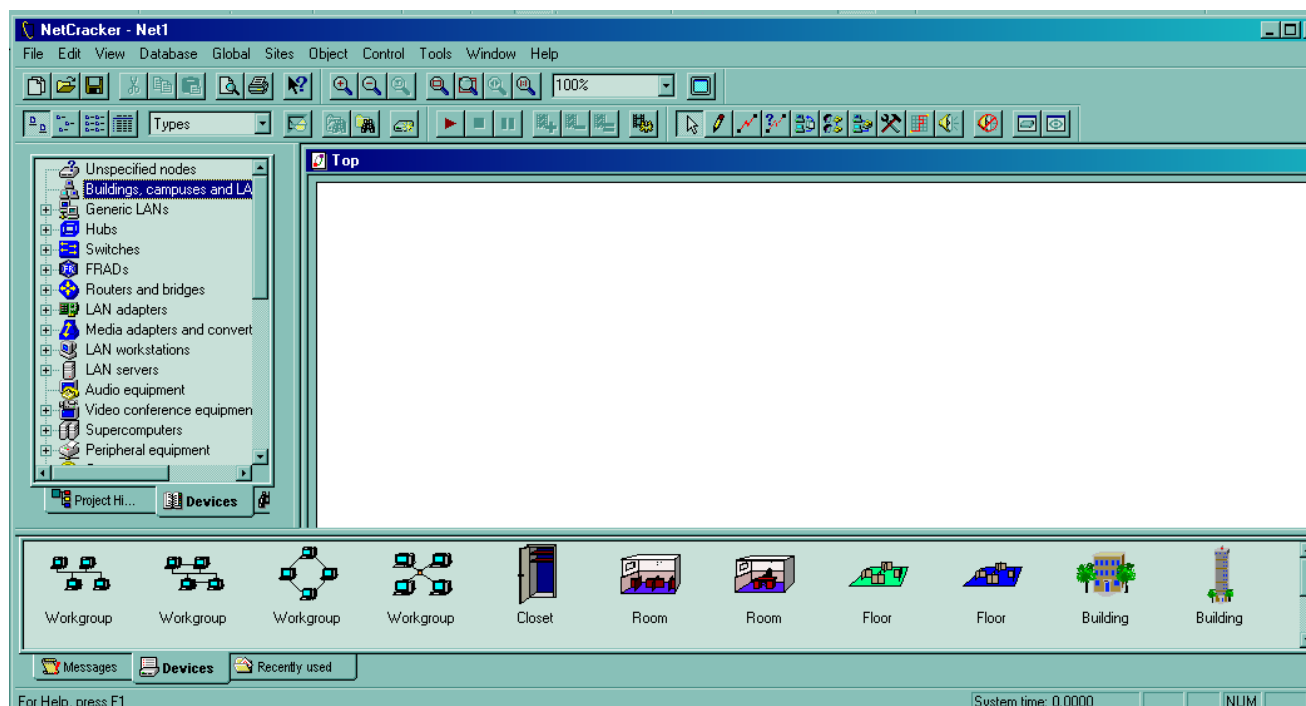 NetCracker - Net1
File Edit View Database Global Sites Object Control Tools Window Help
100%
Types
Top
Unspecified nodes
Buildings, campuses and LA
Generic LANs
Hubs
Switches
FRADs
Routers and bridges
LAN adapters
Media adapters and convert
LAN workstations
LAN servers
Audio equipment
Video conference equipmen
Supercomputers
Peripheral equipment
Project Hi... Devices
Workgroup Workgroup Workgroup Workgroup Closet Room Room Floor Floor Building Building
Messages Devices Recently used
For Help, press F1 System time: 0.0000 NUM